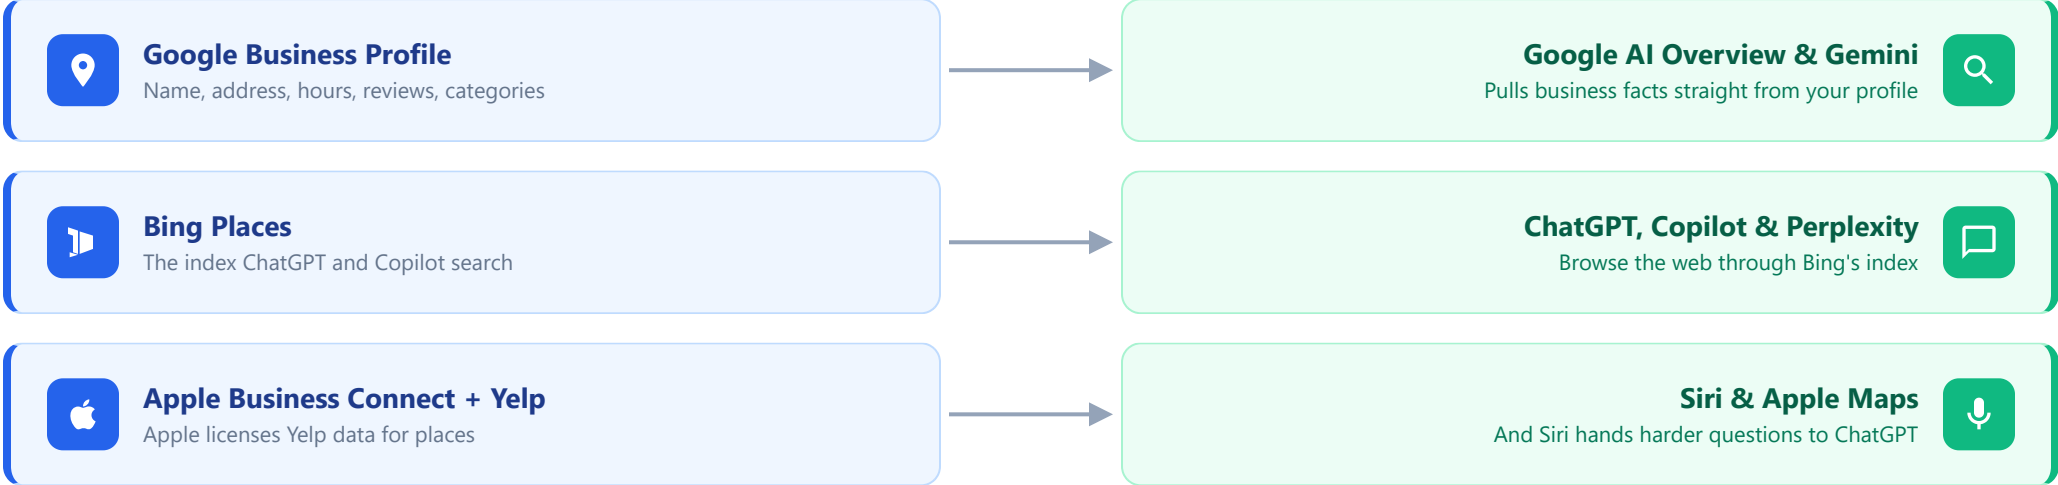 Google Business Profile
Name, address, hours, reviews, categories
Google AI Overview & Gemini
Pulls business facts straight from your profile
Bing Places
The index ChatGPT and Copilot search
ChatGPT, Copilot & Perplexity
Browse the web through Bing's index
Apple Business Connect + Yelp
Apple licenses Yelp data for places
Siri & Apple Maps
And Siri hands harder questions to ChatGPT